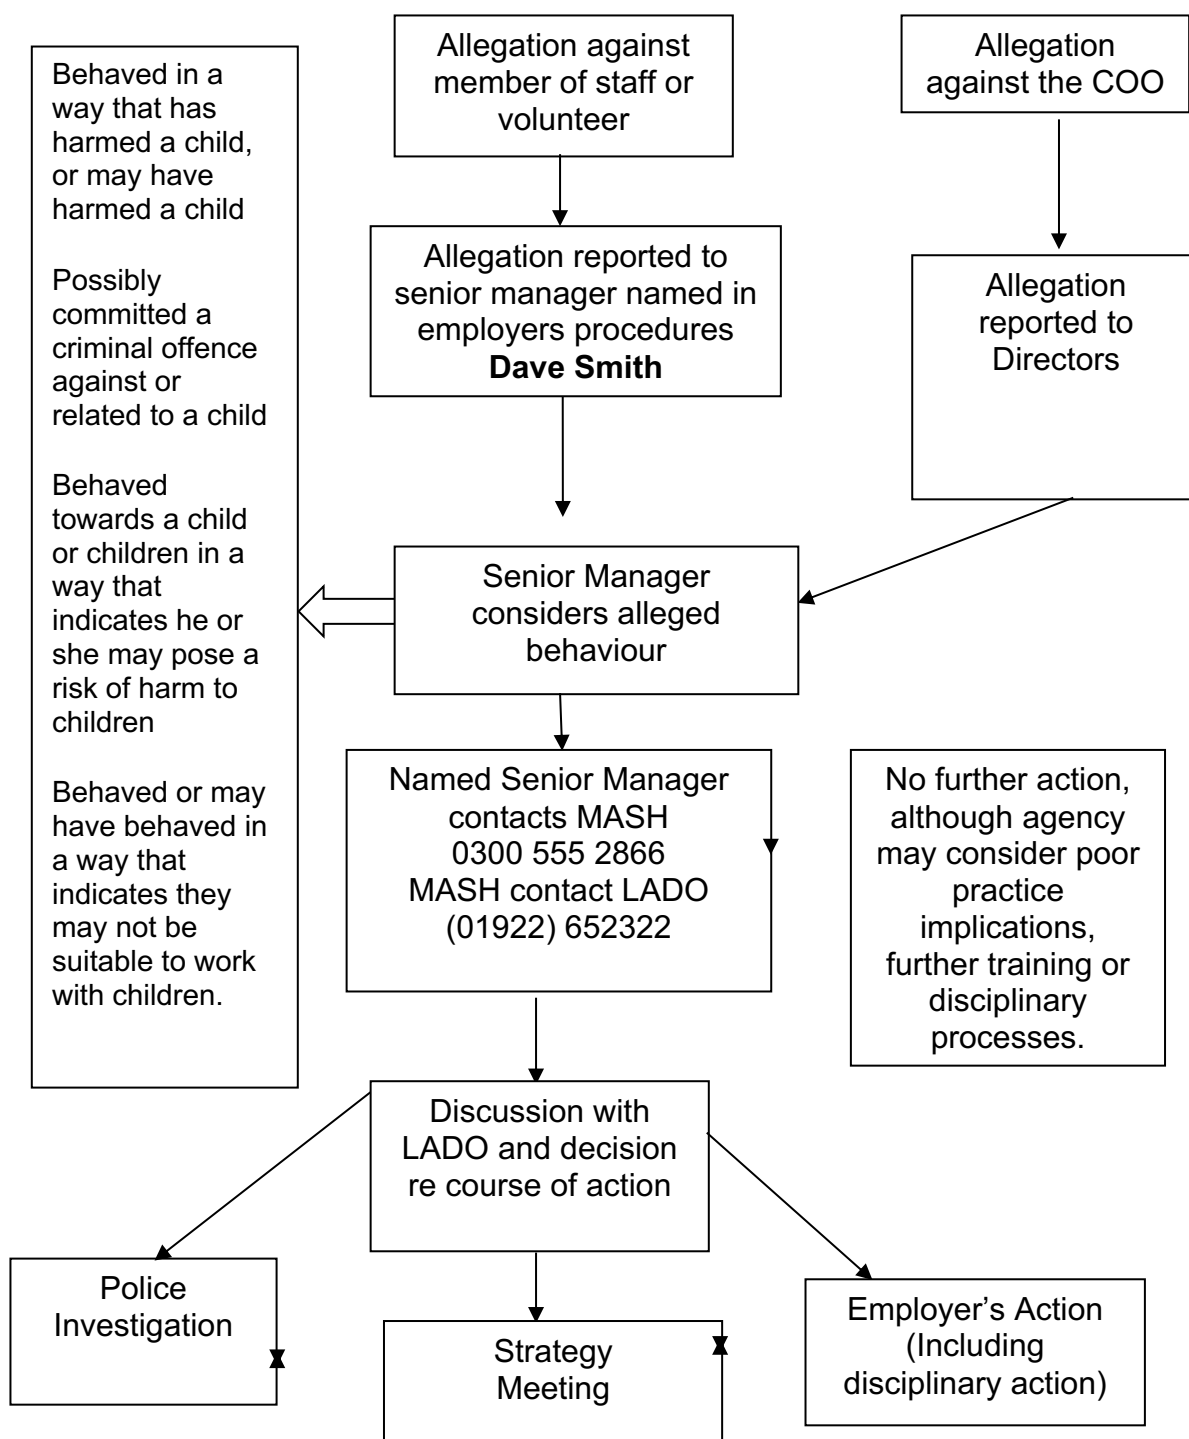 Behaved in a
way that has
harmed a child,
or may have
harmed a child
Possibly
committed a
criminal offence
against or
related to a child
Behaved
towards a child
or children in a
way that
indicates he or
she may pose a
risk of harm to
children
Behaved or may
have behaved in
a way that
indicates they
may not be
suitable to work
with children.
Allegation against
member of staff or
volunteer
Allegation
against the COO
Allegation reported to
senior manager named in
employers procedures
Dave Smith
Allegation
reported to
Directors
Senior Manager
considers alleged
behaviour
Named Senior Manager
contacts MASH
0300 555 2866
MASH contact LADO
(01922) 652322
No further action,
although agency
may consider poor
practice
implications,
further training or
disciplinary
processes.
Discussion with
LADO and decision
re course of action
Police
Investigation
Strategy
Meeting
Employer’s Action
(Including
disciplinary action)